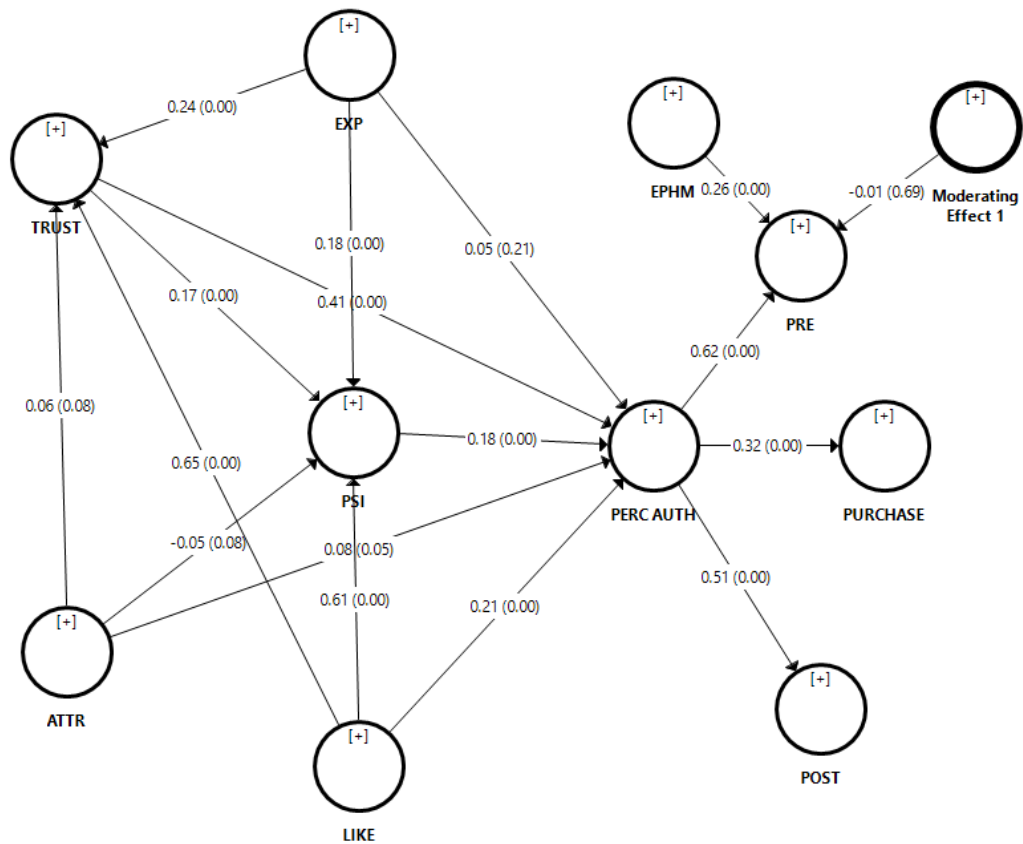 [+]
EXP
0.24 (0.00)
[+]
TRUST
[+]
EPHM
[+]
Moderating
Effect 1
0.26 (0.00)
-0.01 (0.69)
[+]
PRE
0.18 (0.00)
0.05 (0.21)
0.17 (0.00)
0.41 (0.00)
0.62 (0.00)
0.06 (0.08)
[+]
PSI
0.18 (0.00)
[+]
PERC AUTH
0.32 (0.00)
[+]
PURCHASE
0.65 (0.00)
-0.05 (0.08)
0.08 (0.05)
0.61 (0.00)
0.21 (0.00)
0.51 (0.00)
[+]
ATTR
[+]
LIKE
[+]
POST